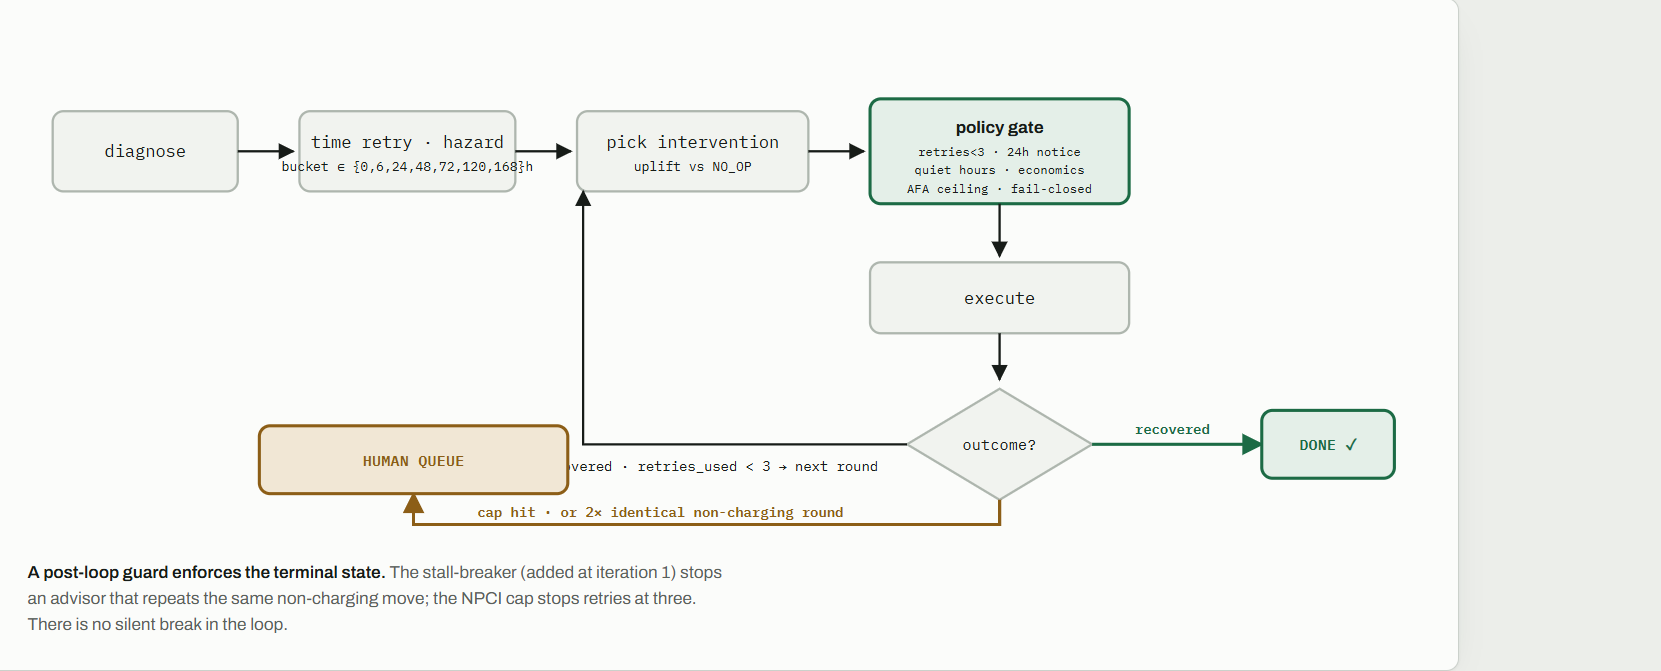 diagnose
time retry · hazard
bucket ∈ {0,6,24,48,72,120,168}h
pick intervention
uplift vs NO_OP
policy gate
retries<3 · 24h notice
quiet hours · economics
AFA ceiling · fail-closed
execute
outcome?
recovered
DONE ✓
HUMAN QUEUE
· retries_used < 3 → next round
cap hit · or 2× identical non-charging round
A post-loop guard enforces the terminal state. The stall-breaker (added at iteration 1) stops
an advisor that repeats the same non-charging move; the NPCI cap stops retries at three.
There is no silent break in the loop.